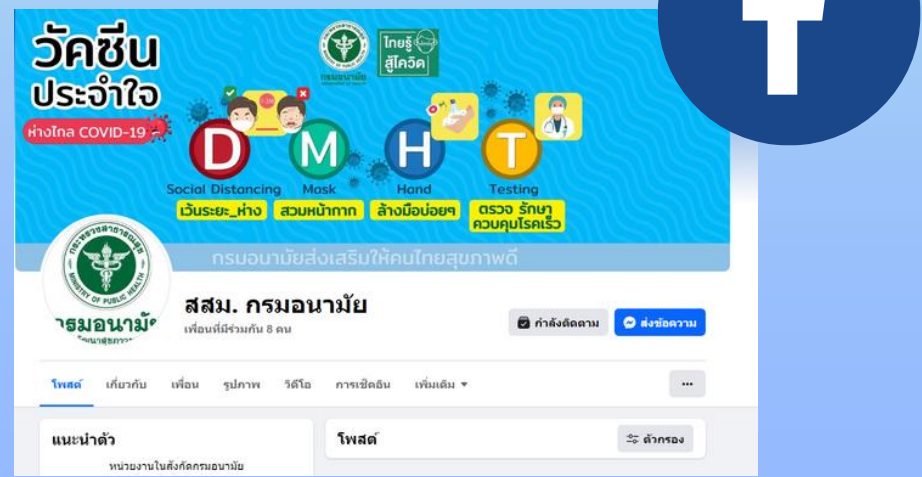 วัคซีน
ประจำใจ
ห่างไกล COVID-19
กรมอนามัย
ไทยรู้
สู้โควิด
D M H T
Social Distancing Mask Hand Testing
เว้นระยะ_ห่าง สวมหน้ากาก ล้างมือบ่อยๆ ตรวจ รักษา
ควบคุมโรคเร็ว
กรมอนามัยส่งเสริมให้คนไทยสุขภาพดี
กระทรวงสาธารณสุข
MINISTRY OF PUBLIC HEALTH
สสม. กรมอนามัย
เพื่อนที่มีร่วมกัน 8 คน
กำลังติดตาม ส่งข้อความ
โพสต์ เกี่ยวกับ เพื่อน รูปภาพ วิดีโอ การเช็คอิน เพิ่มเติม
แนะนำตัว
โพสต์ ตัวกรอง
หน่วยงานในสังกัดกรมอนามัย